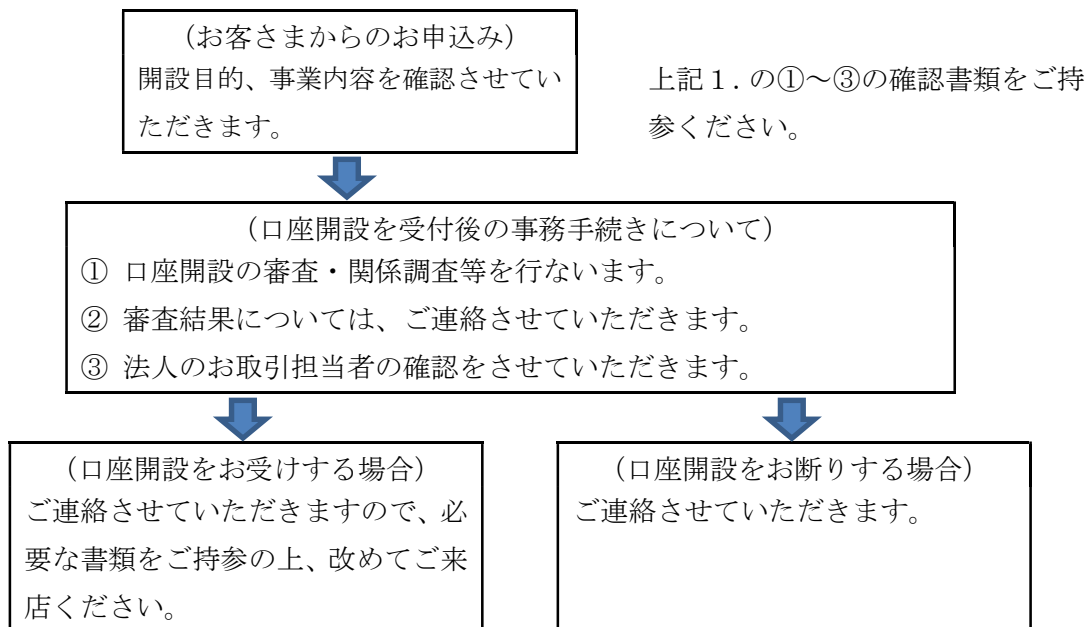 （お客さまからのお申込み）
開設目的、事業内容を確認させてい
ただきます。
上記１.の①～③の確認書類をご持
参ください。
（口座開設を受付後の事務手続きについて）
① 口座開設の審査・関係調査等を行ないます。
② 審査結果については、ご連絡させていただきます。
③ 法人のお取引担当者の確認をさせていただきます。
（口座開設をお受けする場合）
ご連絡させていただきますので、必
要な書類をご持参の上、改めてご来
店ください。
（口座開設をお断りする場合）
ご連絡させていただきます。